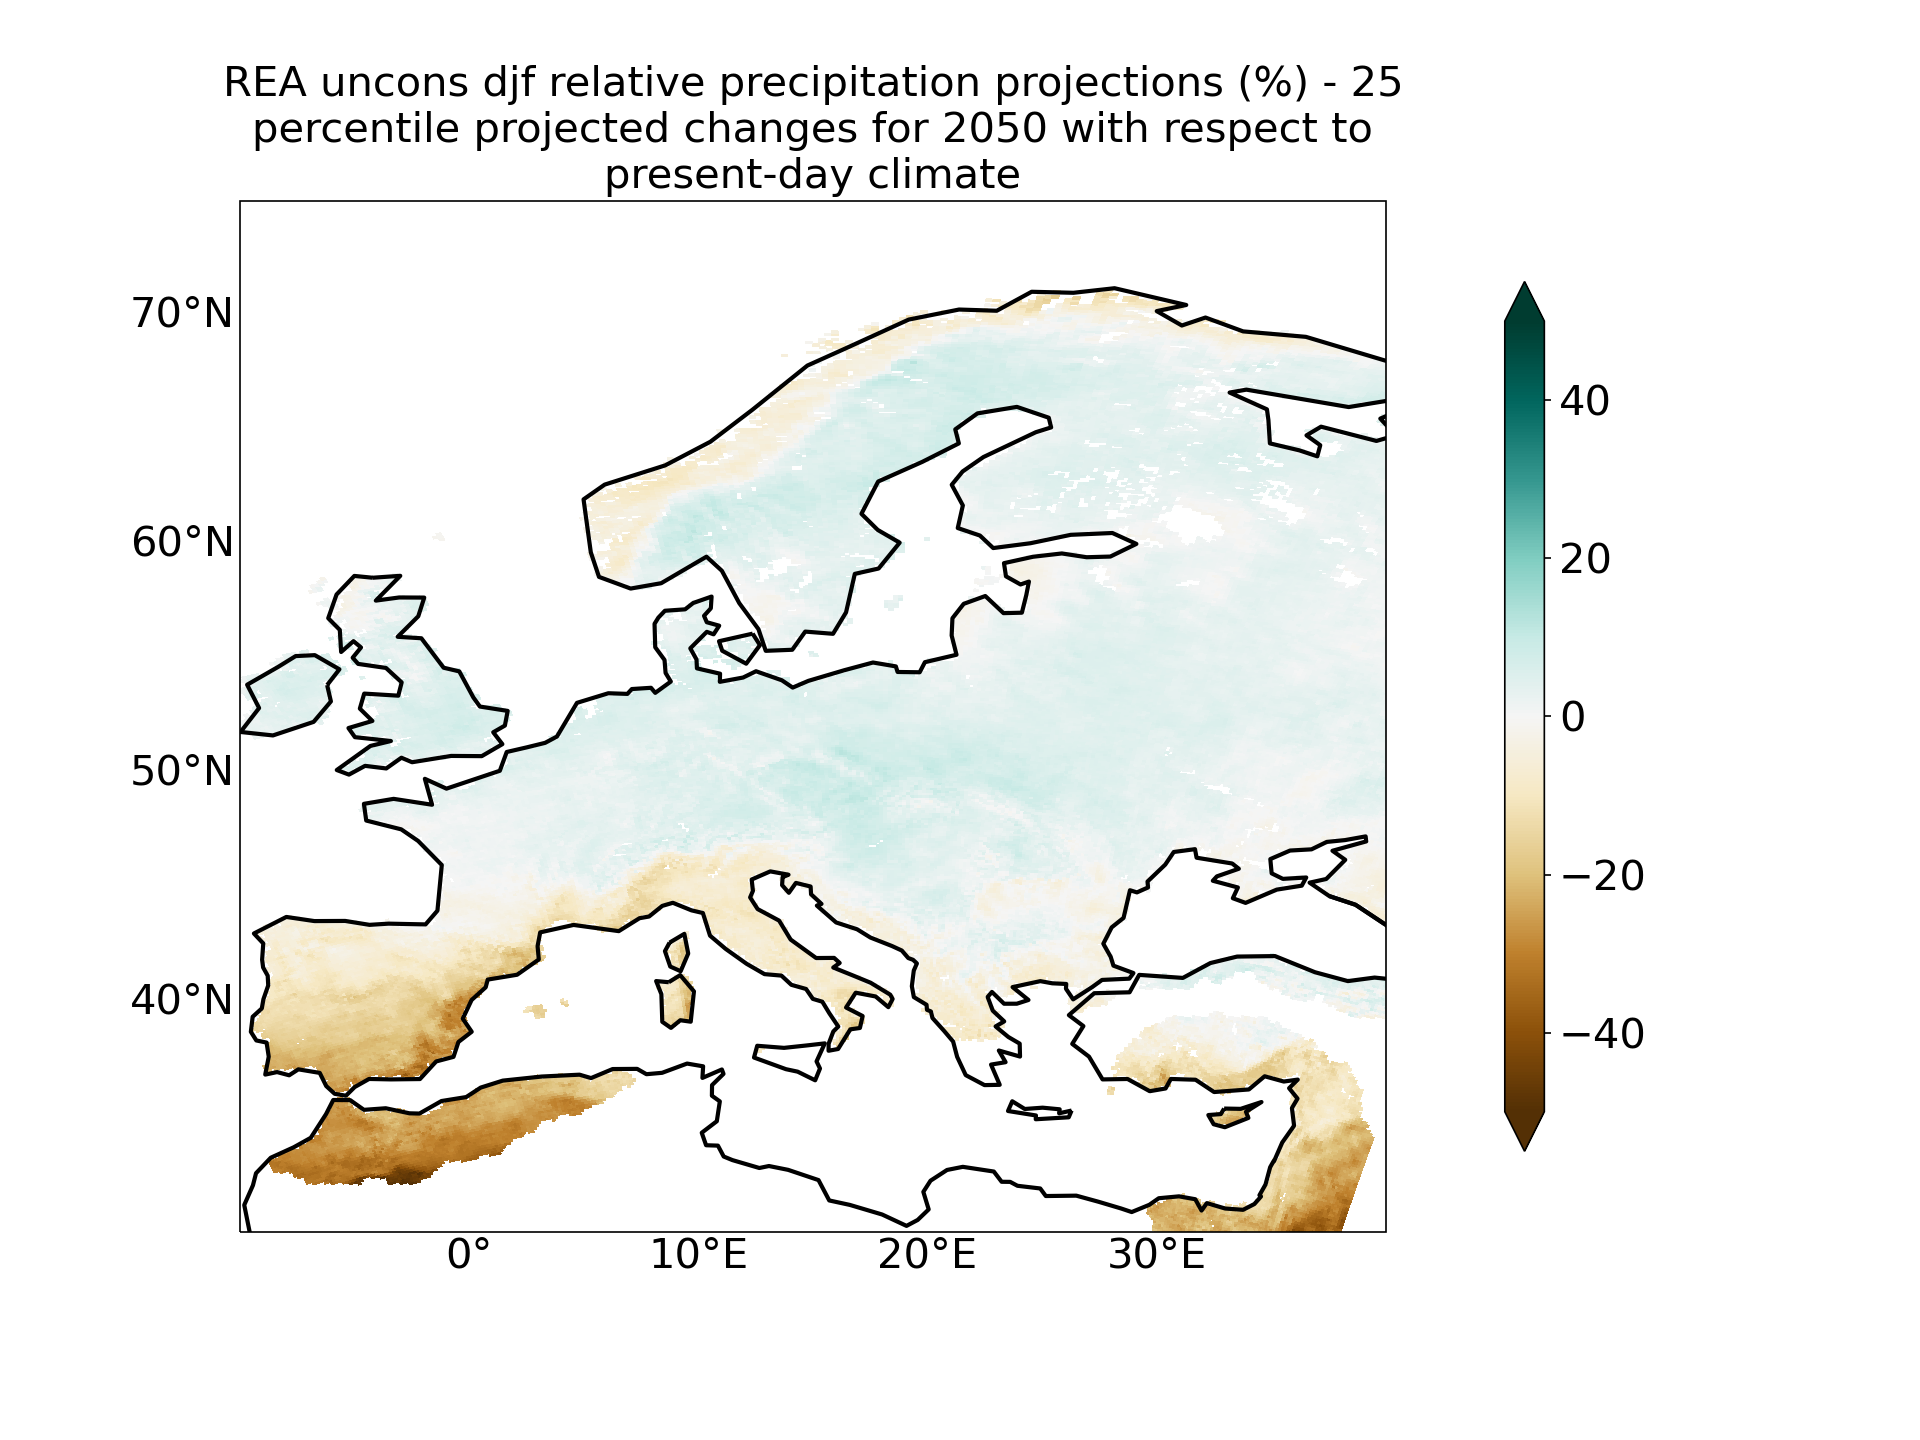 REA uncons djf relative precipitation projections (%) - 25
percentile projected changes for 2050 with respect to
present-day climate
70°N
60°N
50°N
40°N
0°
10°E
20°E
30°E
40
20
0
−20
−40